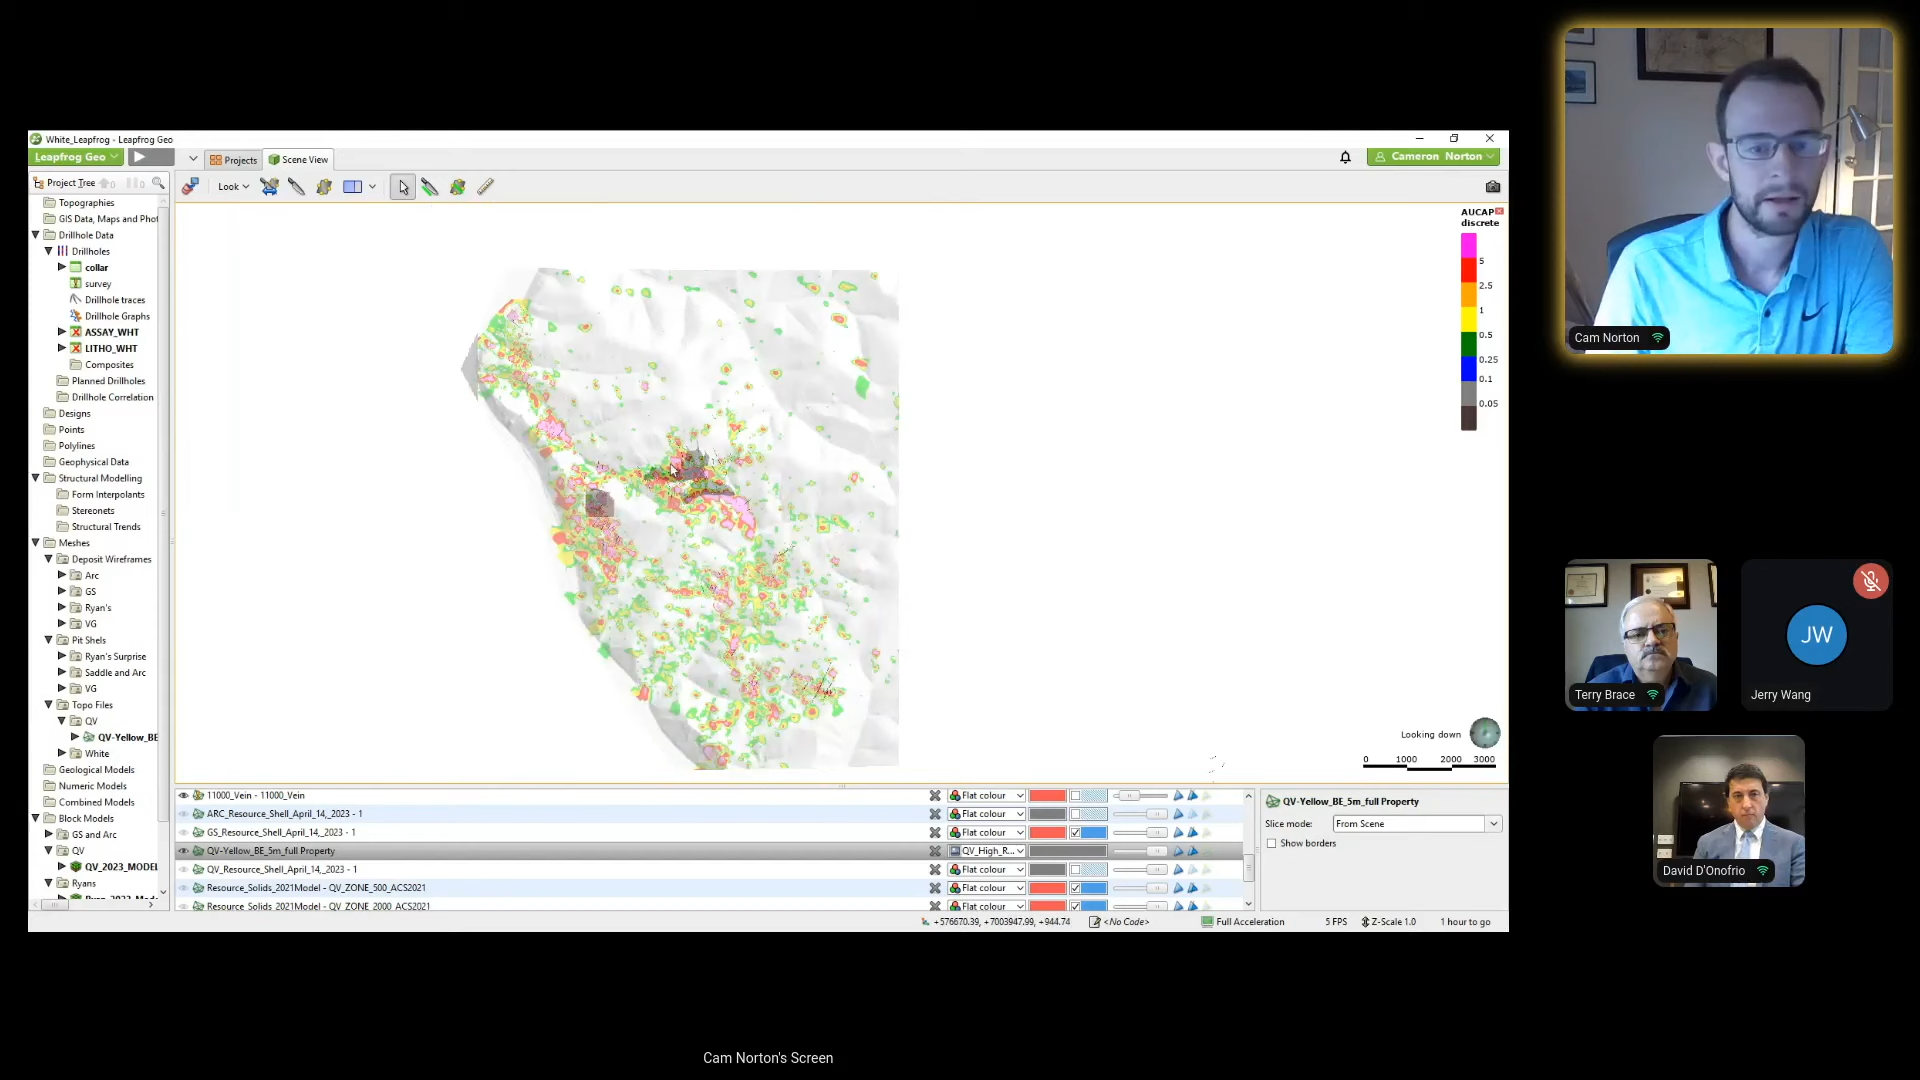 White_Leapfrog - Leapfrog Geo
Leapfrog Geo
Projects
Scene View
Cameron Norton
Project Tree
Look
Topographies
GIS Data, Maps and Phot
Drillhole Data
Drillholes
collar
survey
Drillhole traces
Drillhole Graphs
ASSAY_WHT
LITHO_WHT
Composites
Planned Drillholes
Drillhole Correlation
Designs
Points
Polylines
Geophysical Data
Structural Modelling
Form Interpolants
Stereonets
Structural Trends
Meshes
Deposit Wireframes
Arc
GS
Ryan's
VG
Pit Shels
Ryan's Surprise
Saddle and Arc
VG
Topo Files
QV
QV-Yellow_BE
White
Geological Models
Numeric Models
Combined Models
Block Models
GS and Arc
QV
QV_2023_MODEL
Ryans
AUCAP
discrete
5
2.5
1
0.5
0.25
0.1
0.05
Looking down
0 1000 2000 3000
11000_Vein - 11000_Vein
Flat colour
ARC_Resource_Shell_April_14_2023 - 1
Flat colour
GS_Resource_Shell_April_14_2023 - 1
Flat colour
QV-Yellow_BE_5m_full Property
QV_High_R...
QV_Resource_Shell_April_14_2023 - 1
Flat colour
Resource_Solids_2021Model - QV_ZONE_500_ACS2021
Flat colour
Resource_Solids_2021Model - QV_ZONE_2000_ACS2021
Flat colour
QV-Yellow_BE_5m_full Property
Slice mode:
From Scene
Show borders
+576670.39, +7003947.99, +944.74
<No Code>
Full Acceleration
5 FPS
Z-Scale 1.0
1 hour to go
Cam Norton
Terry Brace
JW
Jerry Wang
David D'Onofrio
Cam Norton's Screen